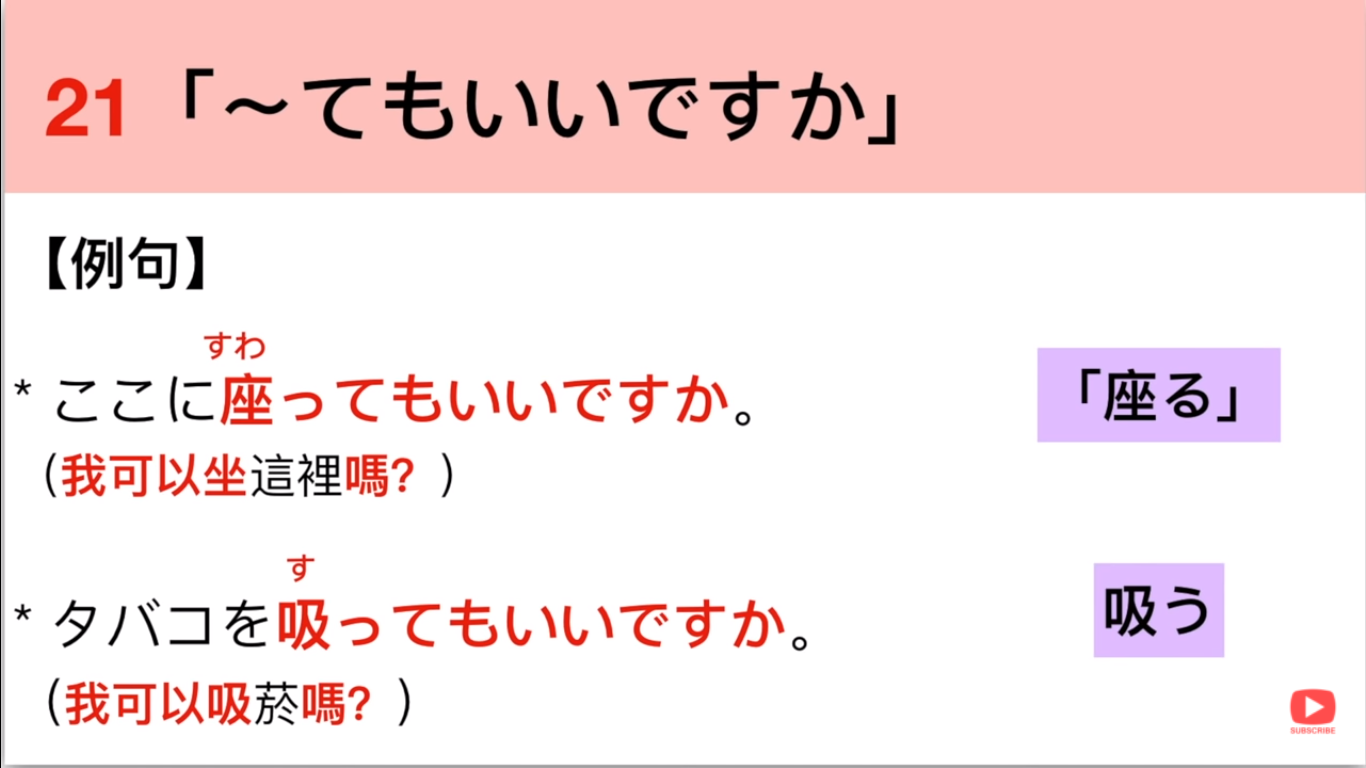 21「～てもいいですか」
【例句】
すわ
* ここに座ってもいいですか。
「座る」
（我可以坐這裡嗎？）
す
* タバコを吸ってもいいですか。
吸う
（我可以吸菸嗎？）
SUBSCRIBE